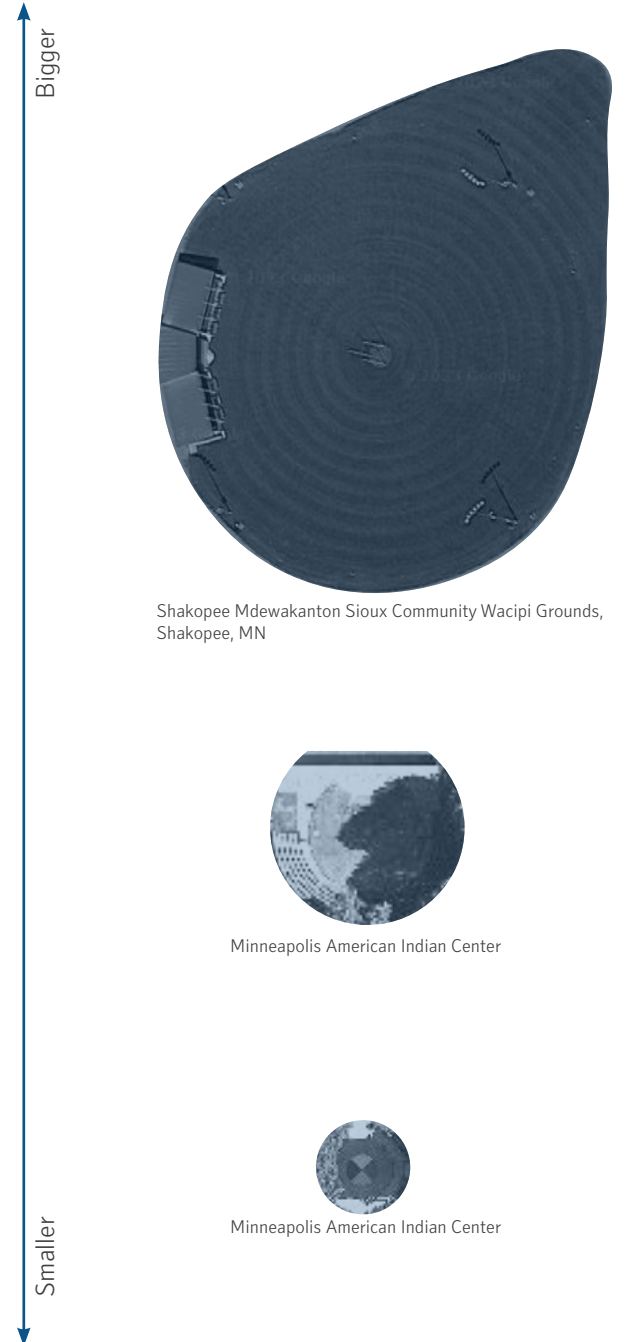 Bigger
Shakopee Mdewakanton Sioux Community Wacipi Grounds,
Shakopee, MN
Minneapolis American Indian Center
Minneapolis American Indian Center
Smaller